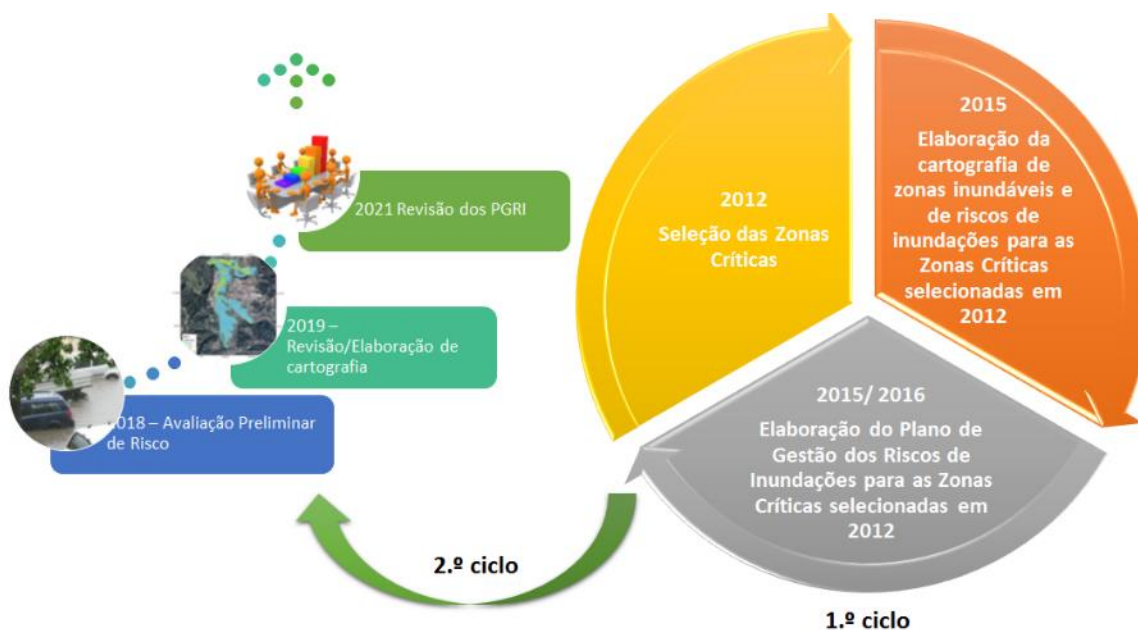 2012
Seleção das Zonas
Críticas
2015
Elaboração da
cartografia de
zonas inundáveis e
de riscos de
inundações para as
Zonas Críticas
selecionadas em
2012
2015/ 2016
Elaboração do Plano de
Gestão dos Riscos de
Inundações para as Zonas
Críticas selecionadas em
2012
1.º ciclo
2.º ciclo
2018 – Avaliação Preliminar
de Risco
2019 –
Revisão/Elaboração de
cartografia
2021 Revisão dos PGRI